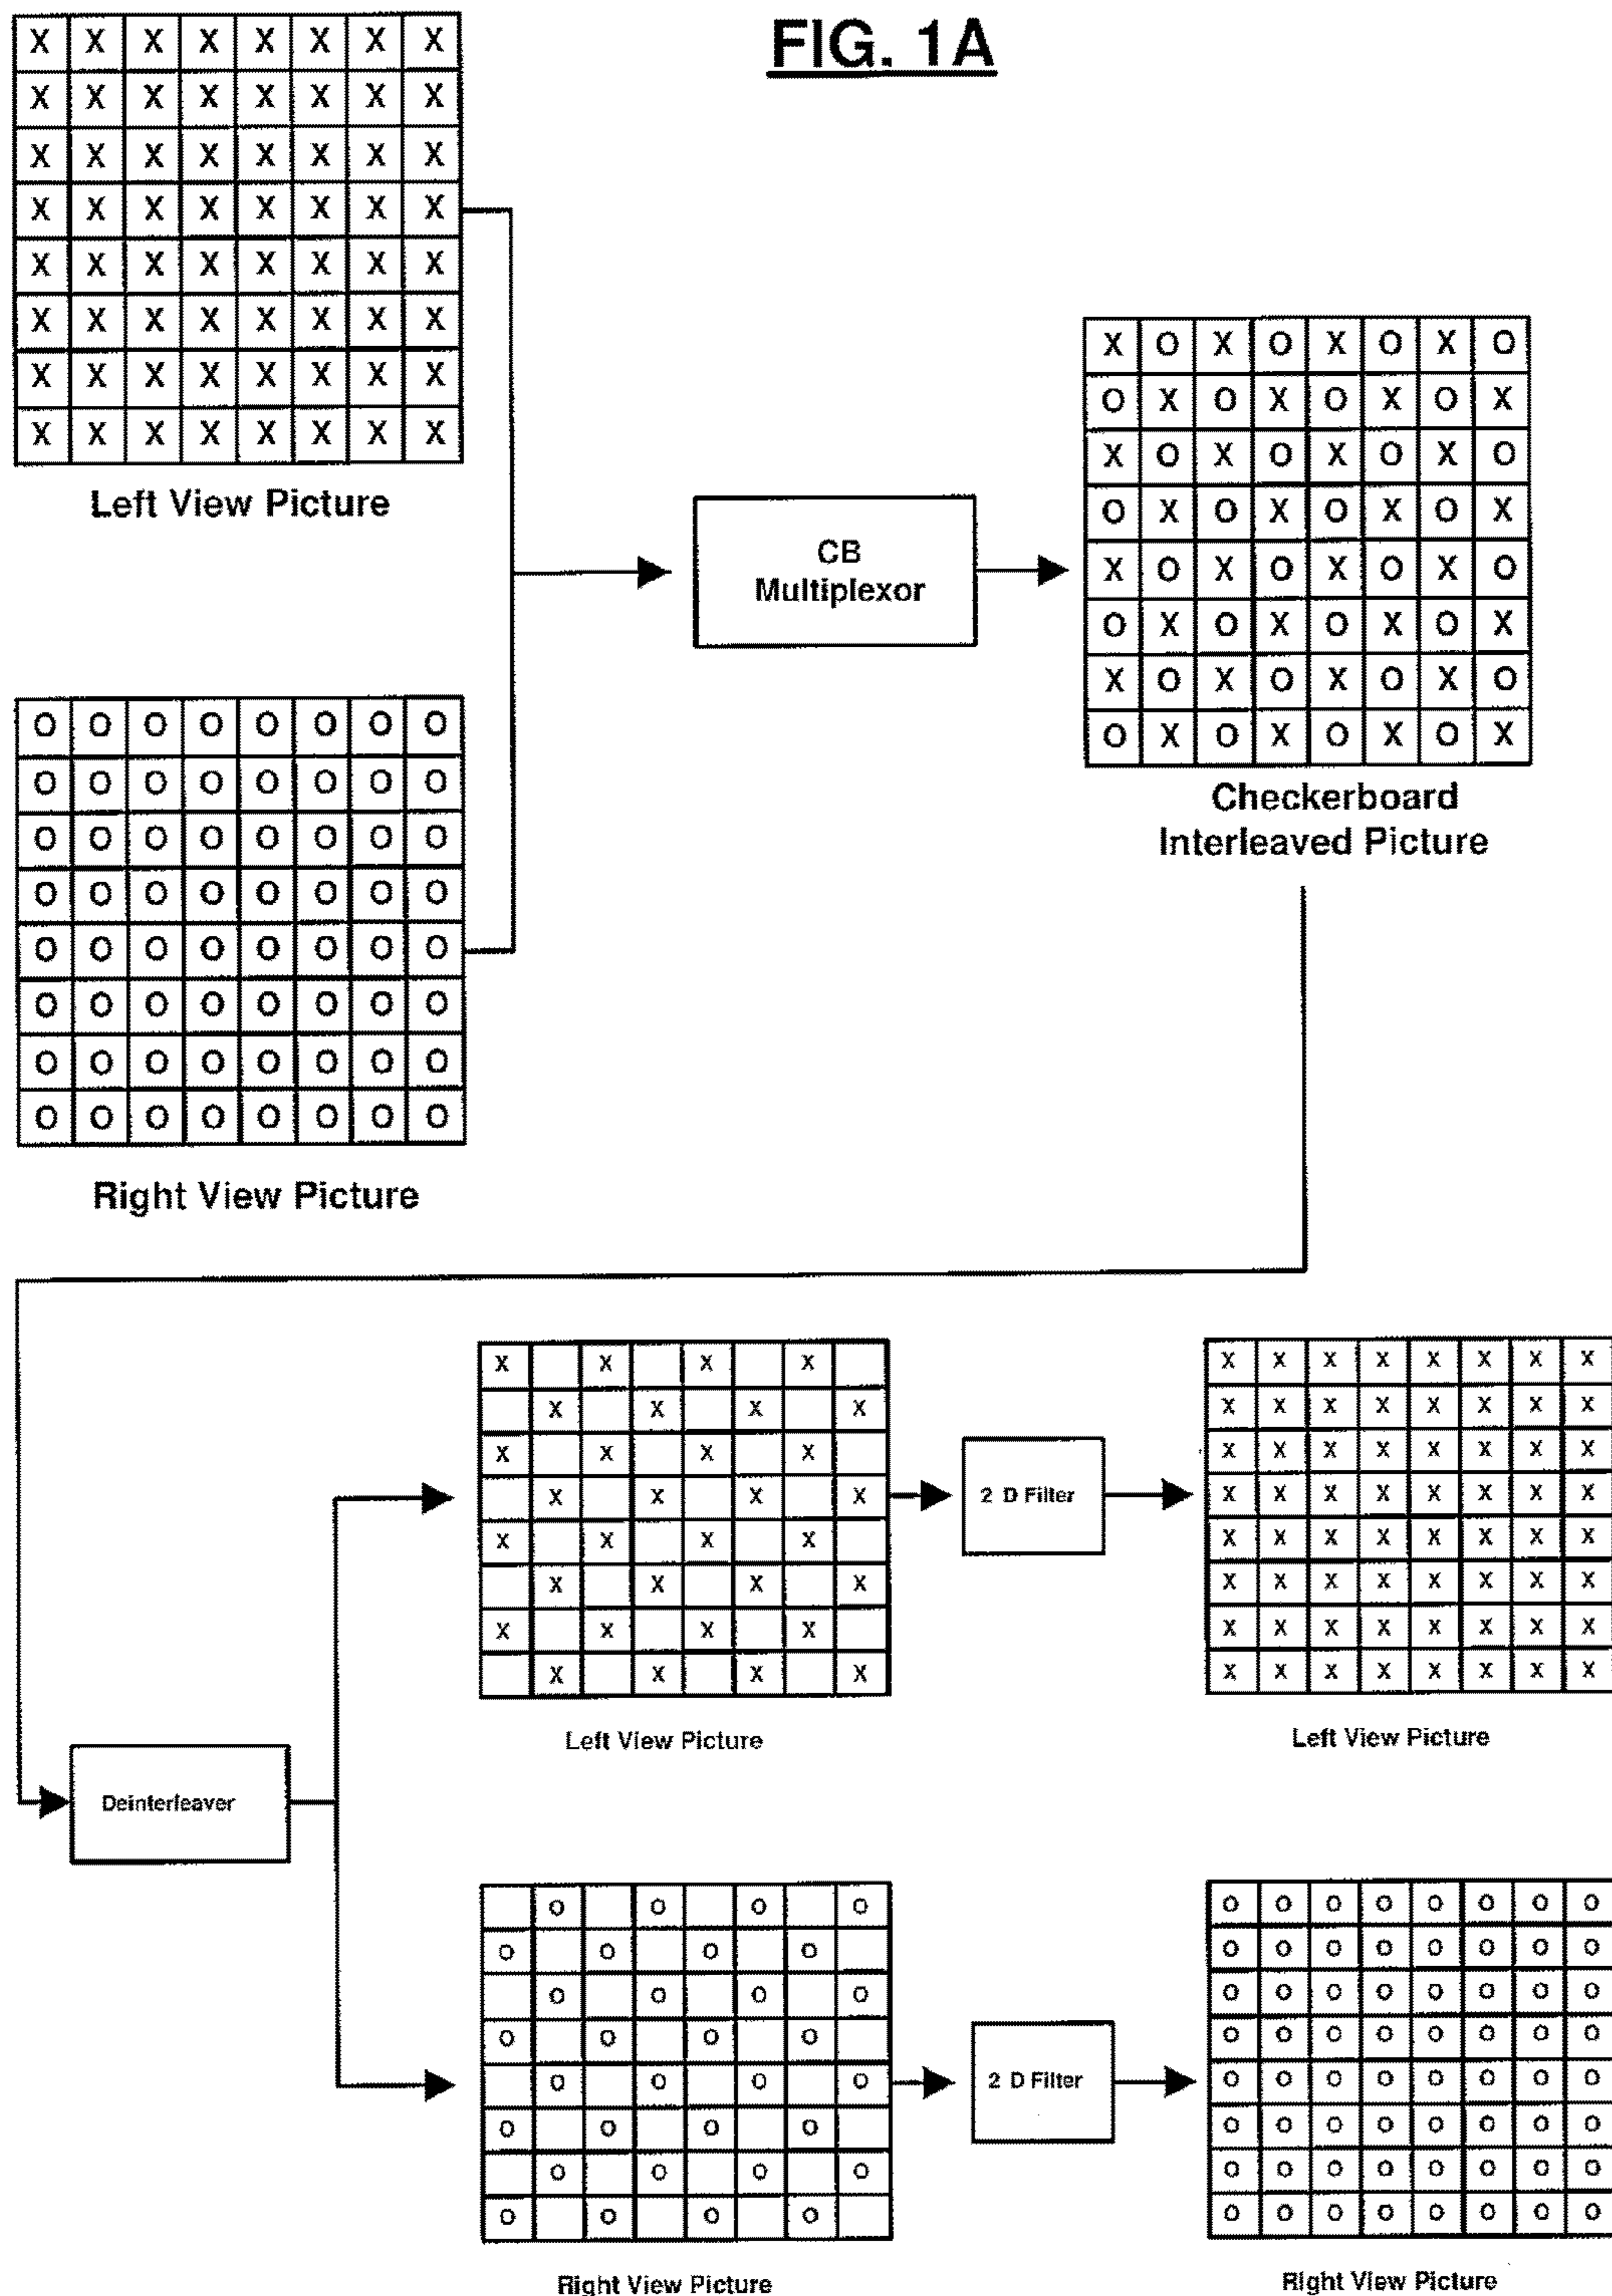 FIG. 1A
X X X X X X X X
X X X X X X X X
X X X X X X X X
X X X X X X X X
X X X X X X X X
X X X X X X X X
X X X X X X X X
X X X X X X X X
Left View Picture
O O O O O O O O
O O O O O O O O
O O O O O O O O
O O O O O O O O
O O O O O O O O
O O O O O O O O
O O O O O O O O
O O O O O O O O
Right View Picture
CB
Multiplexor
X O X O X O X O
O X O X O X O X
X O X O X O X O
O X O X O X O X
X O X O X O X O
O X O X O X O X
X O X O X O X O
O X O X O X O X
Checkerboard
Interleaved Picture
Deinterleaver
X X X X
X X X X
X X X X
X X X X
X X X X
X X X X
X X X X
X X X X
Left View Picture
2 D Filter
X X X X X X X X
X X X X X X X X
X X X X X X X X
X X X X X X X X
X X X X X X X X
X X X X X X X X
X X X X X X X X
X X X X X X X X
Left View Picture
O O O O
O O O O
O O O O
O O O O
O O O O
O O O O
O O O O
O O O O
Right View Picture
2 D Filter
O O O O O O O O
O O O O O O O O
O O O O O O O O
O O O O O O O O
O O O O O O O O
O O O O O O O O
O O O O O O O O
O O O O O O O O
Right View Picture